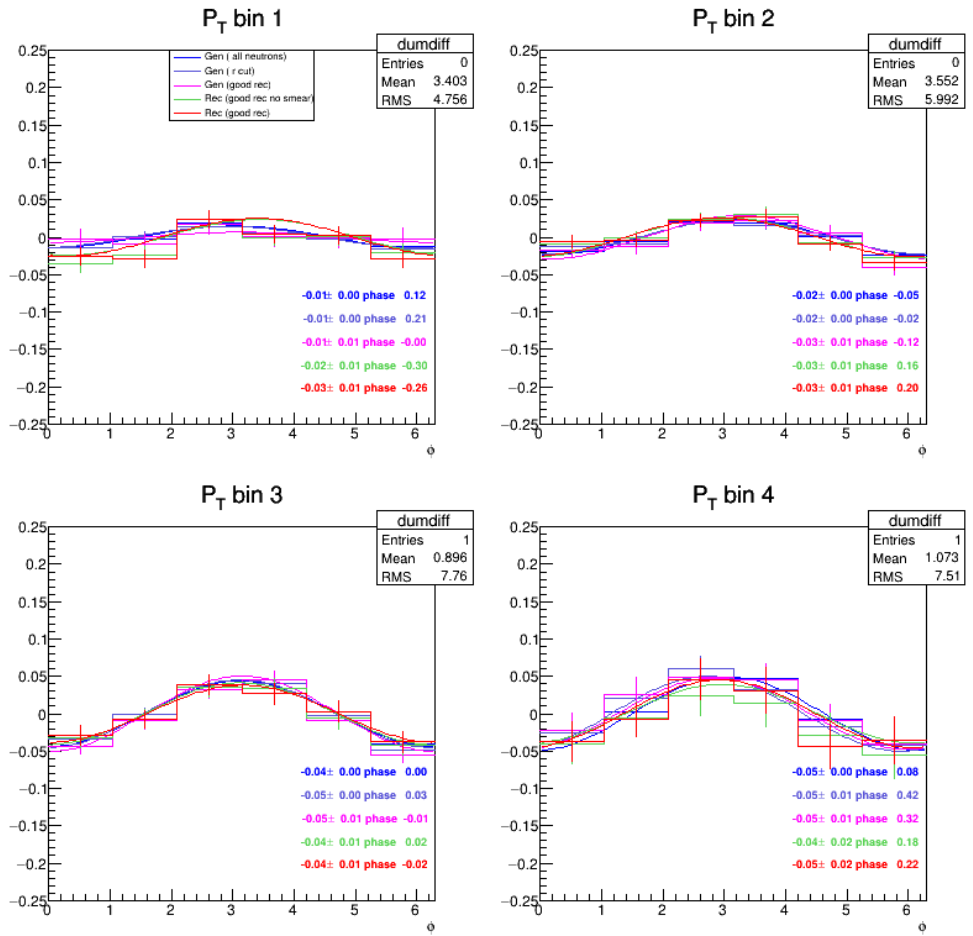 P_T bin 1
dumdiff
Entries 0
Mean 3.403
RMS 4.756
Gen ( all neutrons)
Gen ( r cut)
Gen (good rec)
Rec (good rec no smear)
Rec (good rec)
0.25
0.2
0.15
0.1
0.05
0
−0.05
−0.1
−0.15
−0.2
−0.25
-0.01± 0.00 phase 0.12
-0.01± 0.00 phase 0.21
-0.01± 0.01 phase -0.00
-0.02± 0.01 phase -0.30
-0.03± 0.01 phase -0.26
0 1 2 3 4 5 6
ϕ
P_T bin 2
dumdiff
Entries 0
Mean 3.552
RMS 5.992
0.25
0.2
0.15
0.1
0.05
0
−0.05
−0.1
−0.15
−0.2
−0.25
-0.02± 0.00 phase -0.05
-0.02± 0.00 phase -0.02
-0.03± 0.01 phase -0.12
-0.03± 0.01 phase 0.16
-0.03± 0.01 phase 0.20
0 1 2 3 4 5 6
ϕ
P_T bin 3
dumdiff
Entries 1
Mean 0.896
RMS 7.76
0.25
0.2
0.15
0.1
0.05
0
−0.05
−0.1
−0.15
−0.2
−0.25
-0.04± 0.00 phase 0.00
-0.05± 0.00 phase 0.03
-0.05± 0.01 phase -0.01
-0.04± 0.01 phase 0.02
-0.04± 0.01 phase -0.02
0 1 2 3 4 5 6
ϕ
P_T bin 4
dumdiff
Entries 1
Mean 1.073
RMS 7.51
0.25
0.2
0.15
0.1
0.05
0
−0.05
−0.1
−0.15
−0.2
−0.25
-0.05± 0.00 phase 0.08
-0.05± 0.01 phase 0.42
-0.05± 0.01 phase 0.32
-0.04± 0.02 phase 0.18
-0.05± 0.02 phase 0.22
0 1 2 3 4 5 6
ϕ